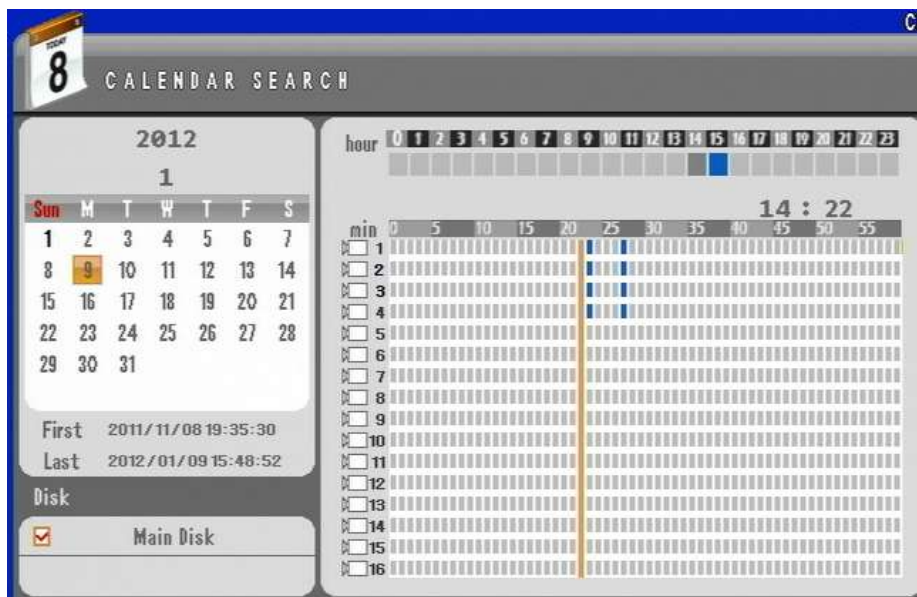 C
TODAY
8
CALENDAR SEARCH
2012
1
Sun M T W T F S
1 2 3 4 5 6 7
8 9 10 11 12 13 14
15 16 17 18 19 20 21
22 23 24 25 26 27 28
29 30 31
First 2011/11/08 19:35:30
Last 2012/01/09 15:48:52
Disk
Main Disk
hour 0 1 2 3 4 5 6 7 8 9 10 11 12 13 14 15 16 17 18 19 20 21 22 23
14 : 22
min 0 5 10 15 20 25 30 35 40 45 50 55
1
2
3
4
5
6
7
8
9
10
11
12
13
14
15
16